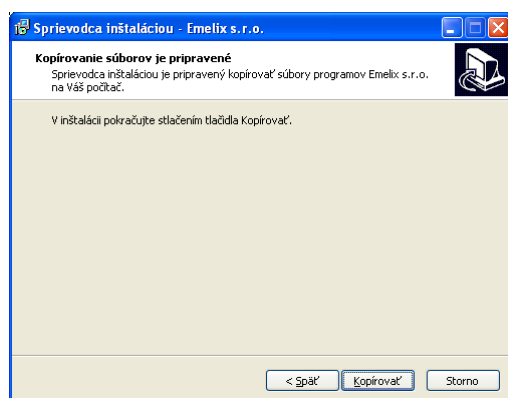 Sprievodca inštaláciou - Emelix s.r.o.
Kopírovanie súborov je pripravené
Sprievodca inštaláciou je pripravený kopírovať súbory programov Emelix s.r.o.
na Váš počítač.
V inštalácii pokračujte stlačením tlačidla Kopírovať.
< Späť
Kopírovať
Storno